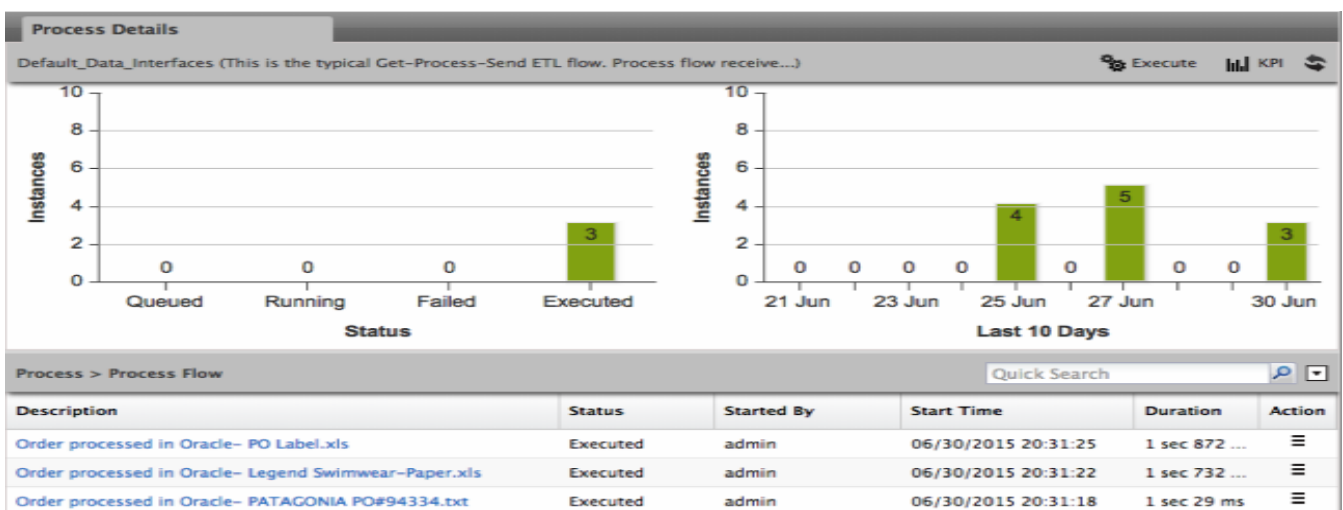 Process Details
Default_Data_Interfaces (This is the typical Get-Process-Send ETL flow. Process flow receive...)
Execute
KPI
10
8
6
4
2
0
Instances
0
0
0
3
Queued Running Failed Executed
Status
10
8
6
4
2
0
Instances
0
0
0
0
4
0
5
0
0
3
21 Jun 23 Jun 25 Jun 27 Jun 30 Jun
Last 10 Days
Process > Process Flow
Quick Search
Description Status Started By Start Time Duration Action
Order processed in Oracle- PO Label.xls Executed admin 06/30/2015 20:31:25 1 sec 872 ...
Order processed in Oracle- Legend Swimwear-Paper.xls Executed admin 06/30/2015 20:31:22 1 sec 732 ...
Order processed in Oracle- PATAGONIA PO#94334.txt Executed admin 06/30/2015 20:31:18 1 sec 29 ms